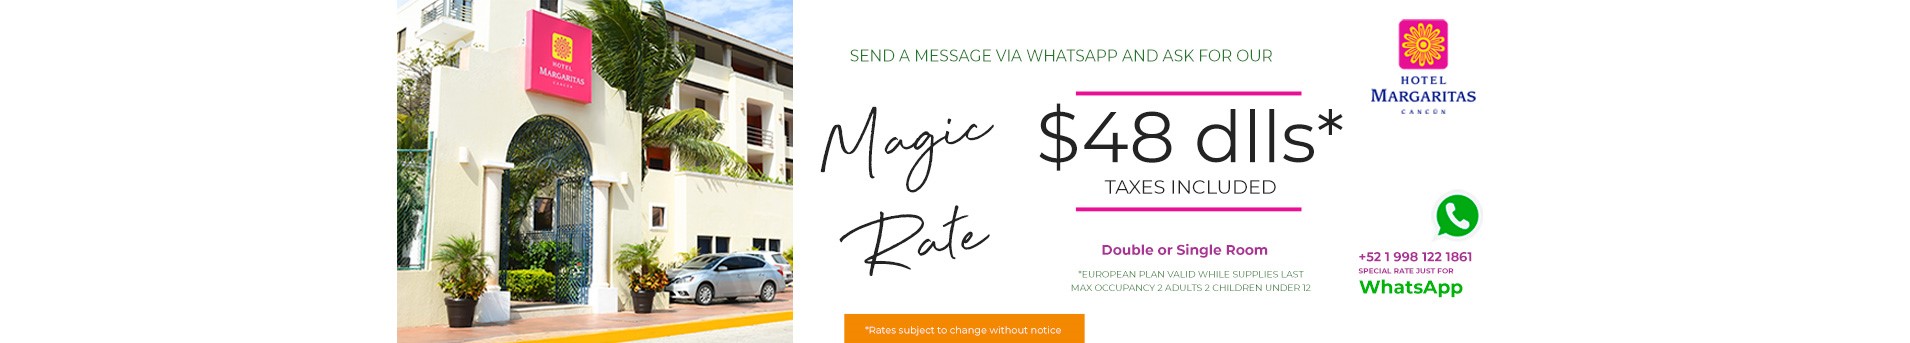 HOTEL
MARGARITAS
CANCÚN
SEND A MESSAGE VIA WHATSAPP AND ASK FOR OUR
Magic
Rate
$48 dlls*
TAXES INCLUDED
Double or Single Room
*EUROPEAN PLAN VALID WHILE SUPPLIES LAST
MAX OCCUPANCY 2 ADULTS 2 CHILDREN UNDER 12
*Rates subject to change without notice
HOTEL
MARGARITAS
CANCÚN
+52 1 998 122 1861
SPECIAL RATE JUST FOR
WhatsApp